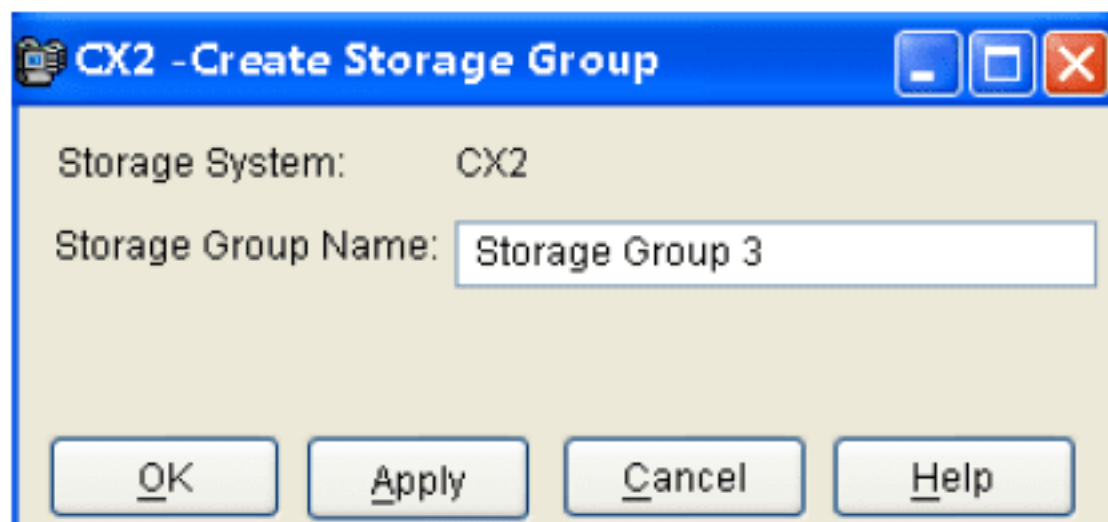 CX2 -Create Storage Group
Storage System: CX2
Storage Group Name: Storage Group 3
OK Apply Cancel Help